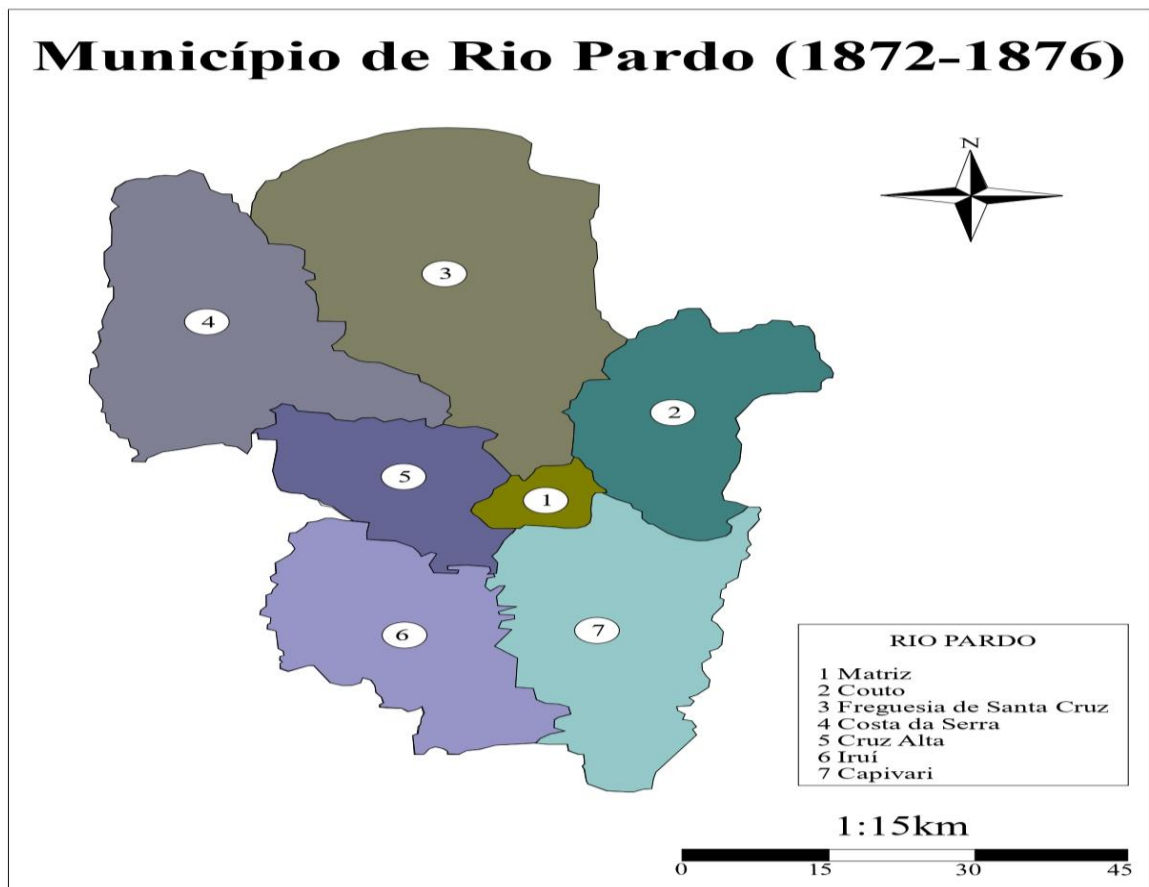 Município de Rio Pardo (1872-1876)
N
3
4
2
5
1
7
6
RIO PARDO
1 Matriz
2 Couto
3 Freguesia de Santa Cruz
4 Costa da Serra
5 Cruz Alta
6 Iruí
7 Capivari
1:15km
0 15 30 45